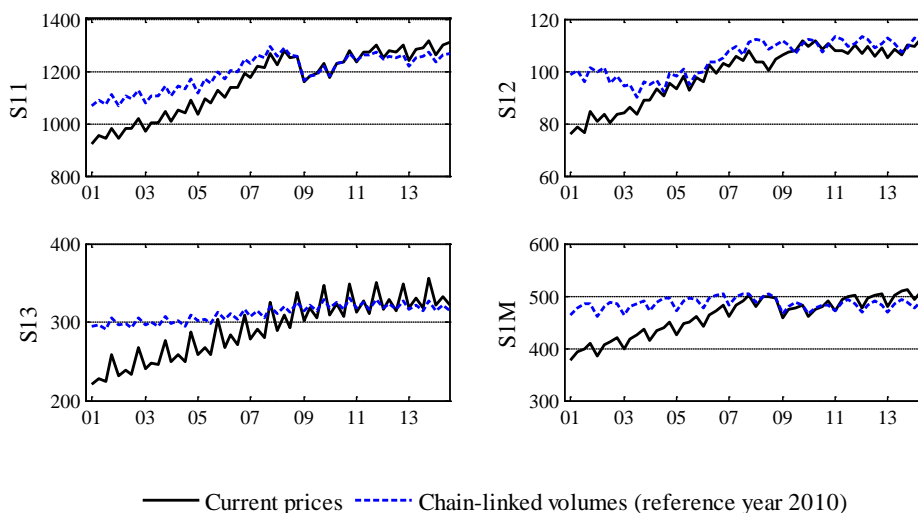 1400
1200
1000
800
S11
01 03 05 07 09 11 13
120
100
80
60
S12
01 03 05 07 09 11 13
400
300
200
S13
01 03 05 07 09 11 13
600
500
400
300
S1M
01 03 05 07 09 11 13
Current prices Chain-linked volumes (reference year 2010)